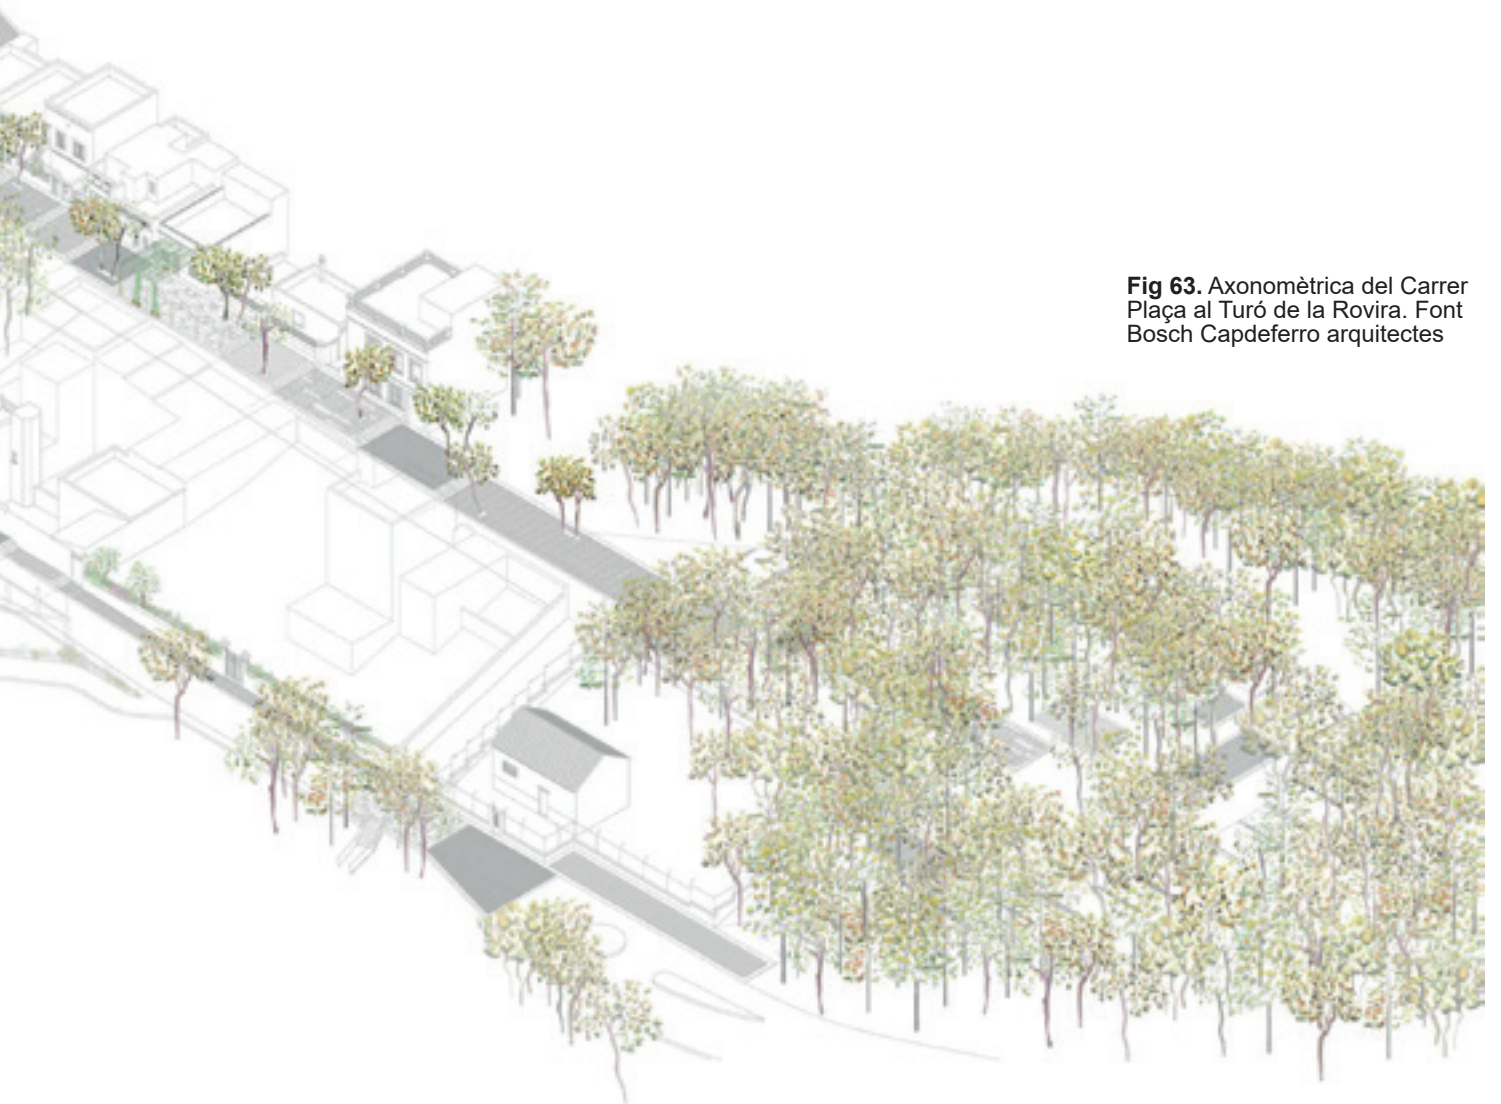 Fig 63. Axonomètrica del Carrer
Plaça al Turó de la Rovira. Font
Bosch Capdeferro arquitectes